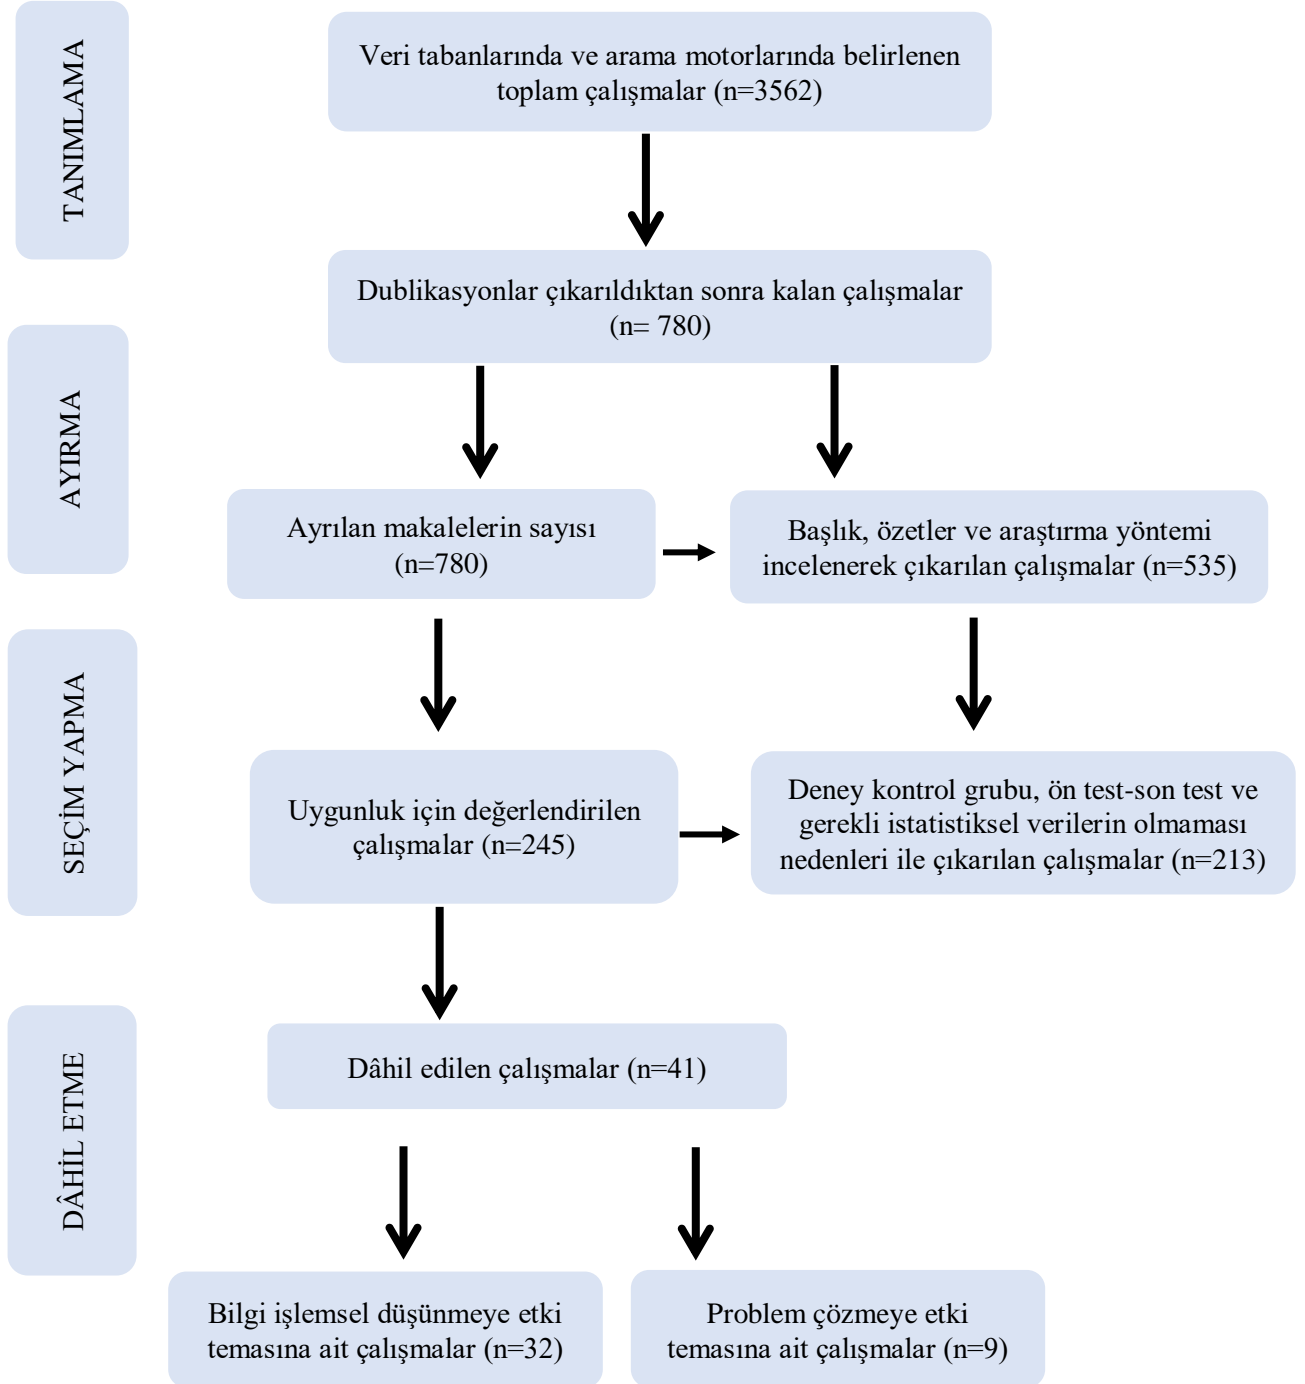 TANIMLAMA
Veri tabanlarında ve arama motorlarında belirlenen
toplam çalışmalar (n=3562)
Dublikasyonlar çıkarıldıktan sonra kalan çalışmalar
(n= 780)
AYIRMA
Ayrılan makalelerin sayısı
(n=780)
Başlık, özetler ve araştırma yöntemi
incelenerek çıkarılan çalışmalar (n=535)
SEÇİM YAPMA
Uygunluk için değerlendirilen
çalışmalar (n=245)
Deney kontrol grubu, ön test-son test ve
gerekli istatistiksel verilerin olmaması
nedenleri ile çıkarılan çalışmalar (n=213)
DÂHİL ETME
Dâhil edilen çalışmalar (n=41)
Bilgi işlemsel düşünmeye etki
temasına ait çalışmalar (n=32)
Problem çözmeye etki
temasına ait çalışmalar (n=9)